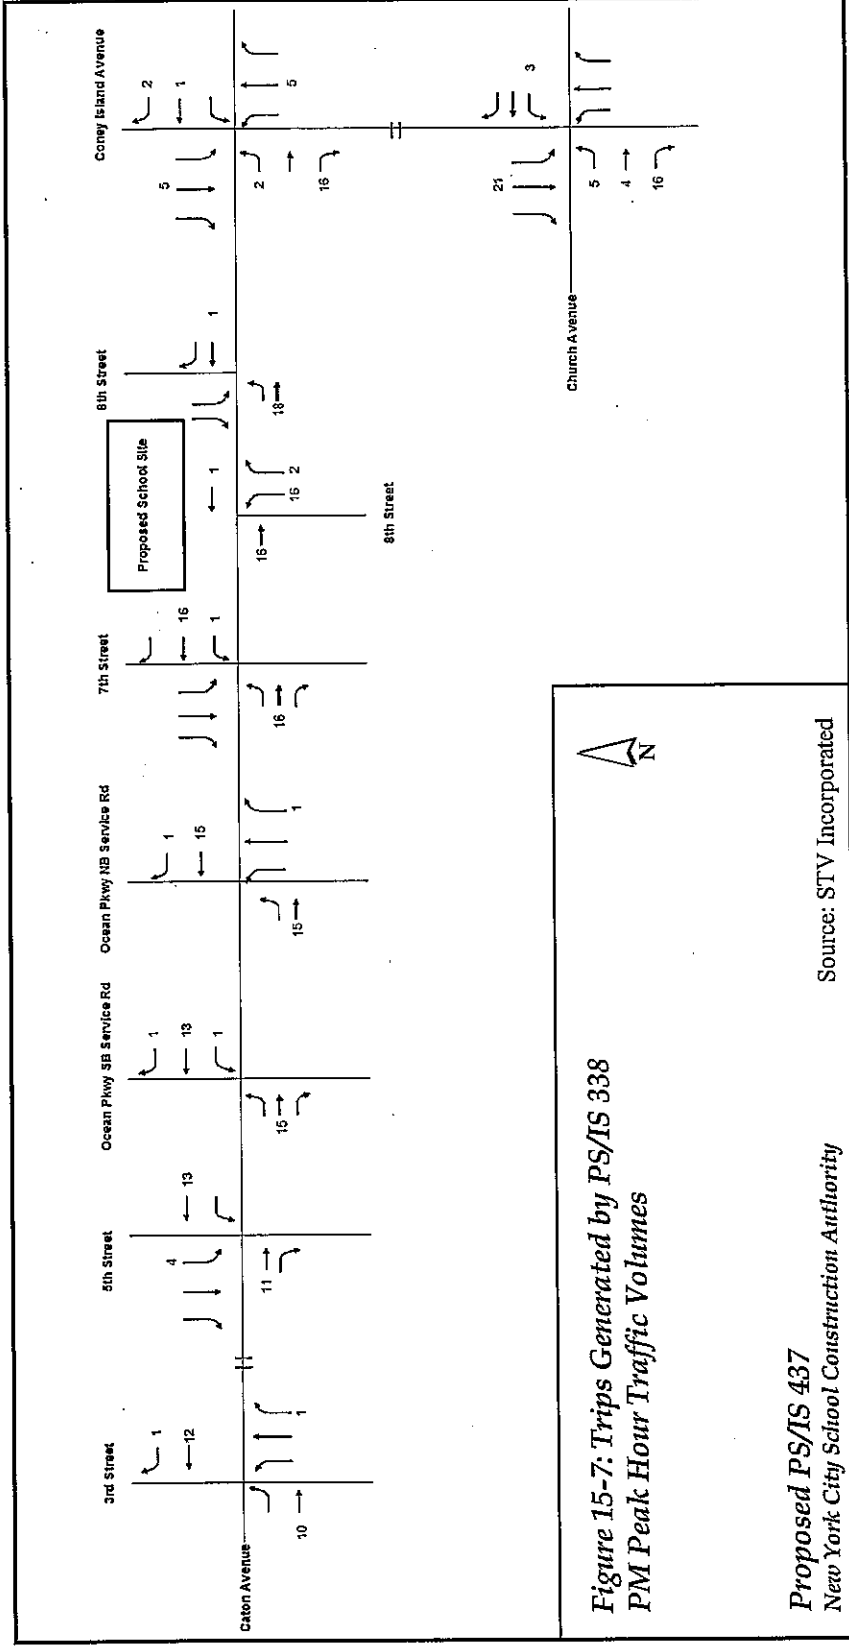 3rd Street
5th Street
Ocean Pkwy SB Service Rd
Ocean Pkwy NB Service Rd
7th Street
Proposed School Site
8th Street
Coney Island Avenue
1
12
10
1
4
13
11
1
13
1
15
1
15
15
1
16
1
16
1
16
16
2
1
18
5
2
1
2
16
5
8th Street
21
3
5
4
16
Caton Avenue
Church Avenue
Figure 15-7: Trips Generated by PS/IS 338
PM Peak Hour Traffic Volumes
N
Proposed PS/IS 437
New York City School Construction Authority
Source: STV Incorporated